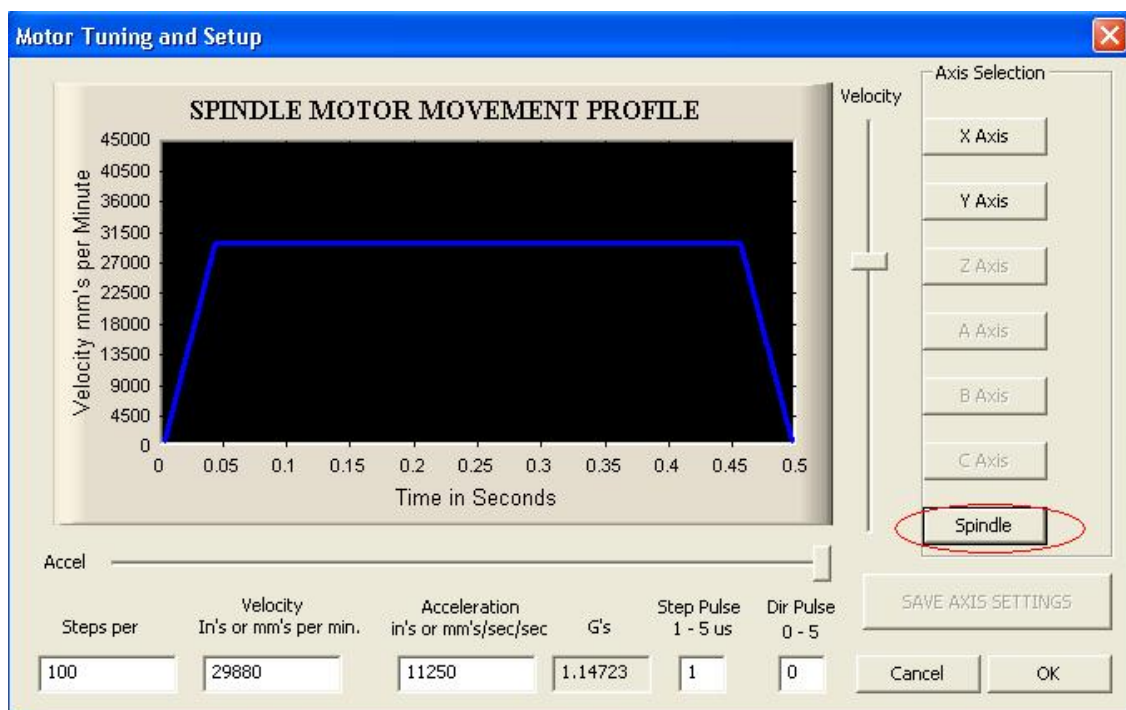 Motor Tuning and Setup
SPINDLE MOTOR MOVEMENT PROFILE
Velocity mm's per Minute
45000
40500
36000
31500
27000
22500
18000
13500
9000
4500
0
0 0.05 0.1 0.15 0.2 0.25 0.3 0.35 0.4 0.45 0.5
Time in Seconds
Velocity
Axis Selection
X Axis
Y Axis
Z Axis
A Axis
B Axis
C Axis
Spindle
Accel
Steps per
100
Velocity
In's or mm's per min.
29880
Acceleration
in's or mm's/sec/sec
11250
G's
1.14723
Step Pulse
1 - 5 us
1
Dir Pulse
0 - 5
0
SAVE AXIS SETTINGS
Cancel
OK